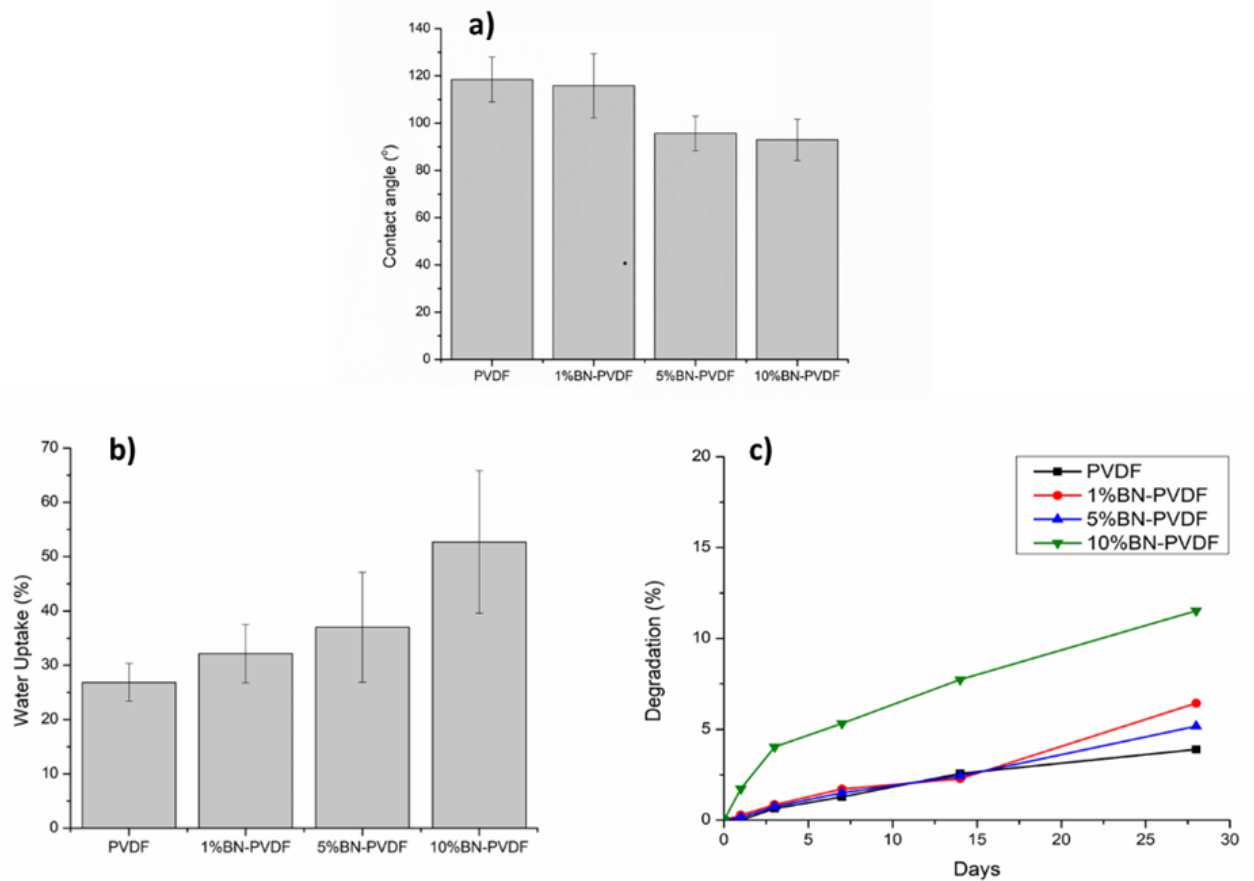 a)
140
120
100
80
60
40
20
0
Contact angle (°)
PVDF 1%BN-PVDF 5%BN-PVDF 10%BN-PVDF
b)
70
60
50
40
30
20
10
0
Water Uptake (%)
PVDF 1%BN-PVDF 5%BN-PVDF 10%BN-PVDF
c)
20
15
10
5
0
Degradation (%)
PVDF
1%BN-PVDF
5%BN-PVDF
10%BN-PVDF
0 5 10 15 20 25 30
Days